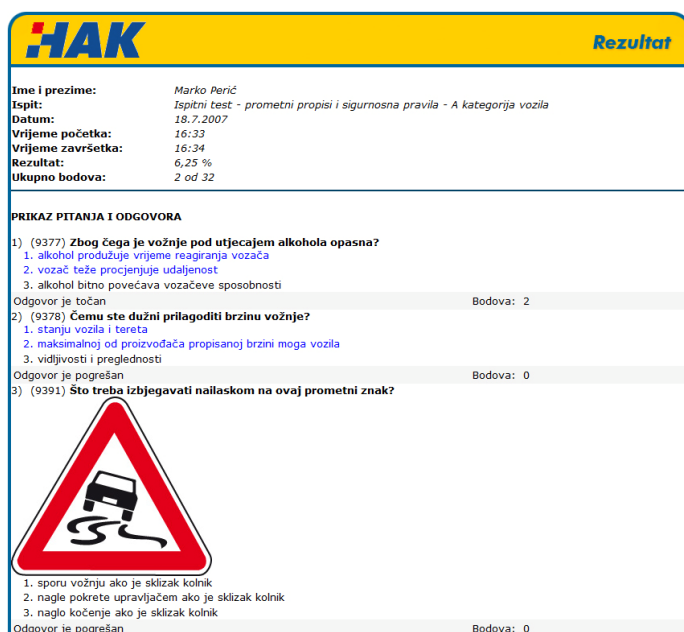 HAK
Rezultat
Ime i prezime: Marko Perić
Ispit: Ispitni test - prometni propisi i sigurnosna pravila - A kategorija vozila
Datum: 18.7.2007
Vrijeme početka: 16:33
Vrijeme završetka: 16:34
Rezultat: 6,25 %
Ukupno bodova: 2 od 32
PRIKAZ PITANJA I ODGOVORA
1) (9377) Zbog čega je vožnje pod utjecajem alkohola opasna?
1. alkohol produžuje vrijeme reagiranja vozača
2. vozač teže procjenjuje udaljenost
3. alkohol bitno povećava vozačeve sposobnosti
Odgovor je točan Bodova: 2
2) (9378) Čemu ste dužni prilagoditi brzinu vožnje?
1. stanju vozila i tereta
2. maksimalnoj od proizvođača propisanoj brzini moga vozila
3. vidljivosti i preglednosti
Odgovor je pogrešan Bodova: 0
3) (9391) Što treba izbjegavati nailaskom na ovaj prometni znak?
1. sporu vožnju ako je sklizak kolnik
2. nagle pokrete upravljačem ako je sklizak kolnik
3. naglo kočenje ako je sklizak kolnik
Odgovor je pogrešan Bodova: 0